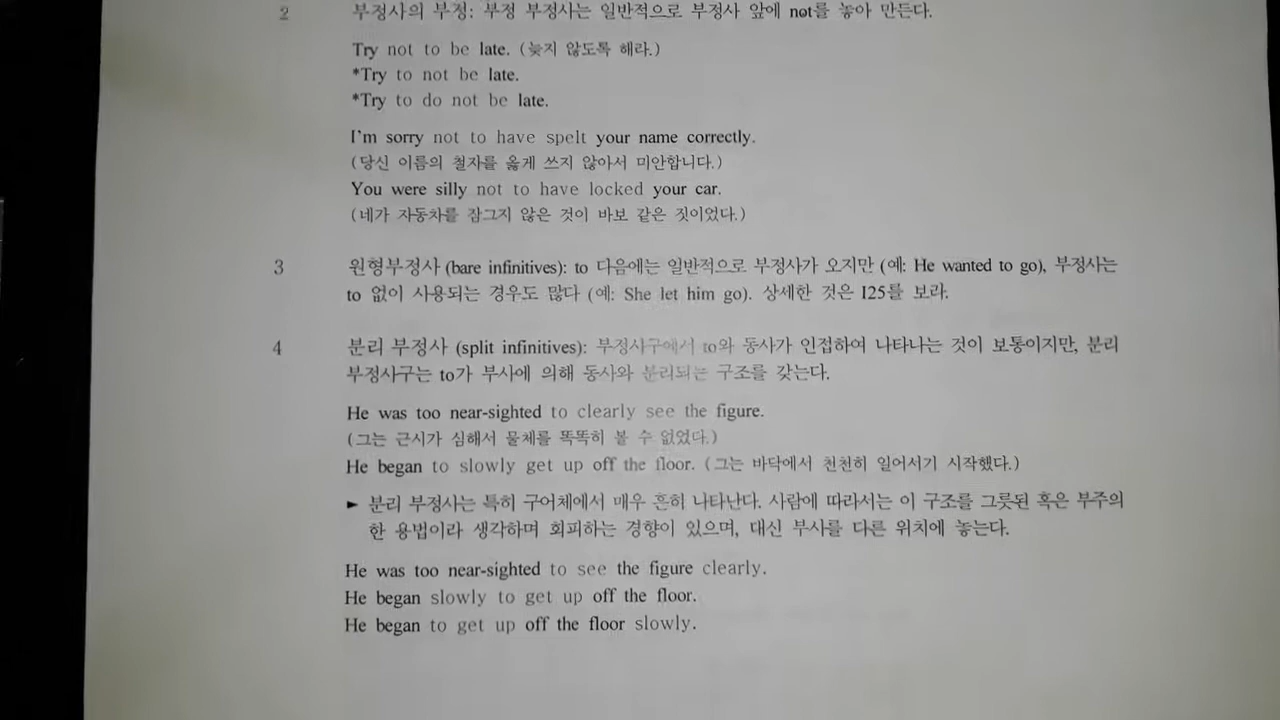 2 부정사의 부정: 부정 부정사는 일반적으로 부정사 앞에 not를 놓아 만든다.
Try not to be late. (늦지 않도록 해라.)
*Try to not be late.
*Try to do not be late.
I'm sorry not to have spelt your name correctly.
(당신 이름의 철자를 옳게 쓰지 않아서 미안합니다.)
You were silly not to have locked your car.
(네가 자동차를 잠그지 않은 것이 바보 같은 짓이었다.)
3 원형부정사 (bare infinitives): to 다음에는 일반적으로 부정사가 오지만 (예: He wanted to go), 부정사는
to 없이 사용되는 경우도 많다 (예: She let him go). 상세한 것은 I25를 보라.
4 분리 부정사 (split infinitives): 부정사구에서 to와 동사가 인접하여 나타나는 것이 보통이지만, 분리
부정사구는 to가 부사에 의해 동사와 분리되는 구조를 갖는다.
He was too near-sighted to clearly see the figure.
(그는 근시가 심해서 물체를 똑똑히 볼 수 없었다.)
He began to slowly get up off the floor. (그는 바닥에서 천천히 일어서기 시작했다.)
► 분리 부정사는 특히 구어체에서 매우 흔히 나타난다. 사람에 따라서는 이 구조를 그릇된 혹은 부주의
한 용법이라 생각하며 회피하는 경향이 있으며, 대신 부사를 다른 위치에 놓는다.
He was too near-sighted to see the figure clearly.
He began slowly to get up off the floor.
He began to get up off the floor slowly.